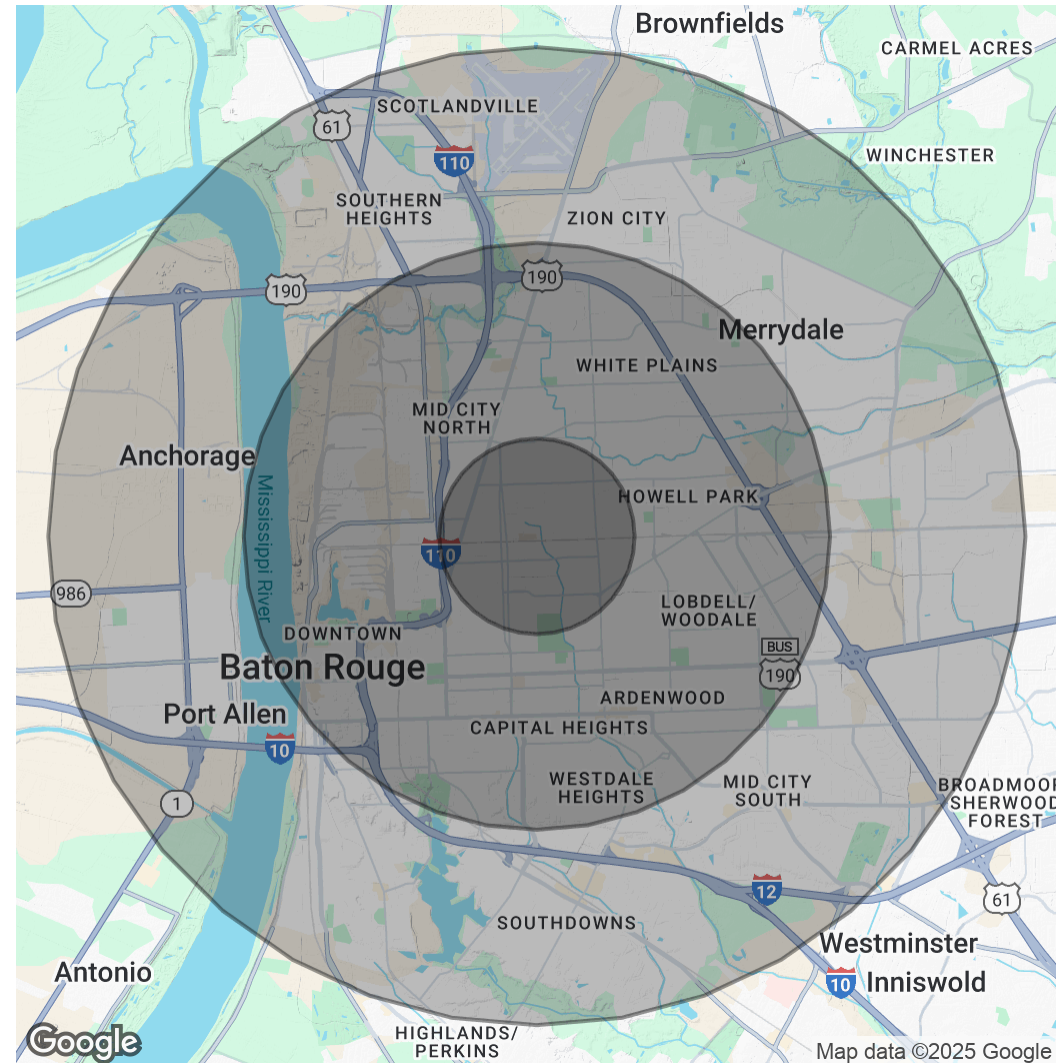 Brownfields
CARMEL ACRES
SCOTLANDVILLE
61
110
WINCHESTER
SOUTHERN
HEIGHTS
ZION CITY
190
190
Merrydale
WHITE PLAINS
MID CITY
NORTH
Anchorage
Mississippi River
HOWELL PARK
110
986
LOBDELL/
WOODALE
DOWNTOWN
BUS
190
Baton Rouge
ARDENWOOD
Port Allen
CAPITAL HEIGHTS
10
WESTDALE
HEIGHTS
MID CITY
SOUTH
BROADMOOR
SHERWOOD
FOREST
1
12
61
SOUTHDOWNS
Westminster
Antonio
10
Inniswold
HIGHLANDS/
PERKINS
Google
Map data ©2025 Google